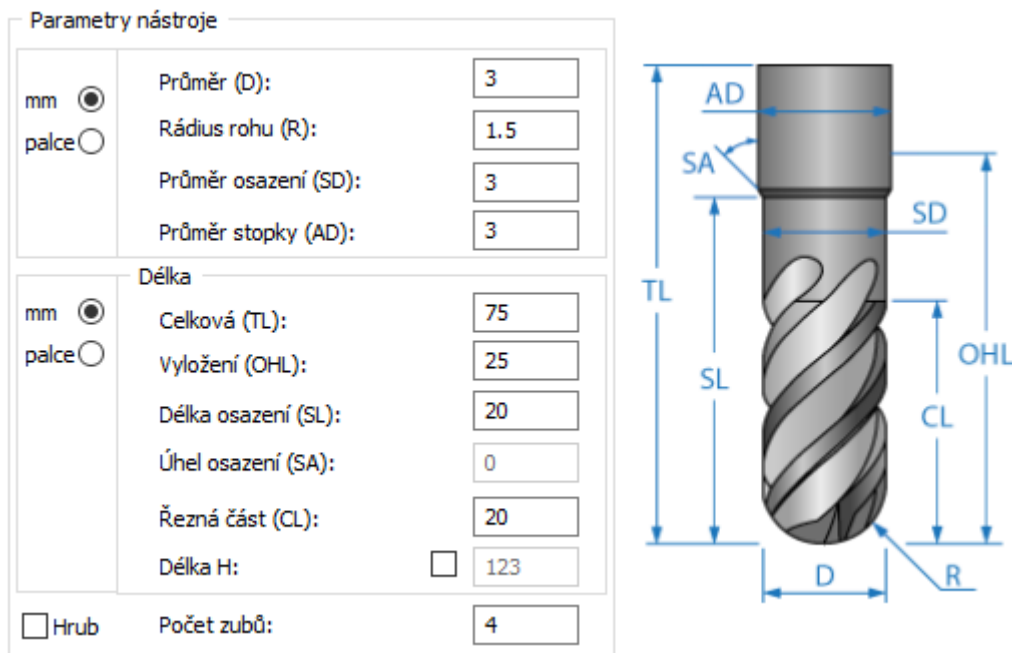 Parametry nástroje
mm
palce
Průměr (D): 3
Rádius rohu (R): 1.5
Průměr osazení (SD): 3
Průměr stopky (AD): 3
Délka
mm
palce
Celková (TL): 75
Vyložení (OHL): 25
Délka osazení (SL): 20
Úhel osazení (SA): 0
Řezná část (CL): 20
Délka H: 123
Hrub
Počet zubů: 4
AD
SA
SD
TL
OHL
SL
CL
D
R